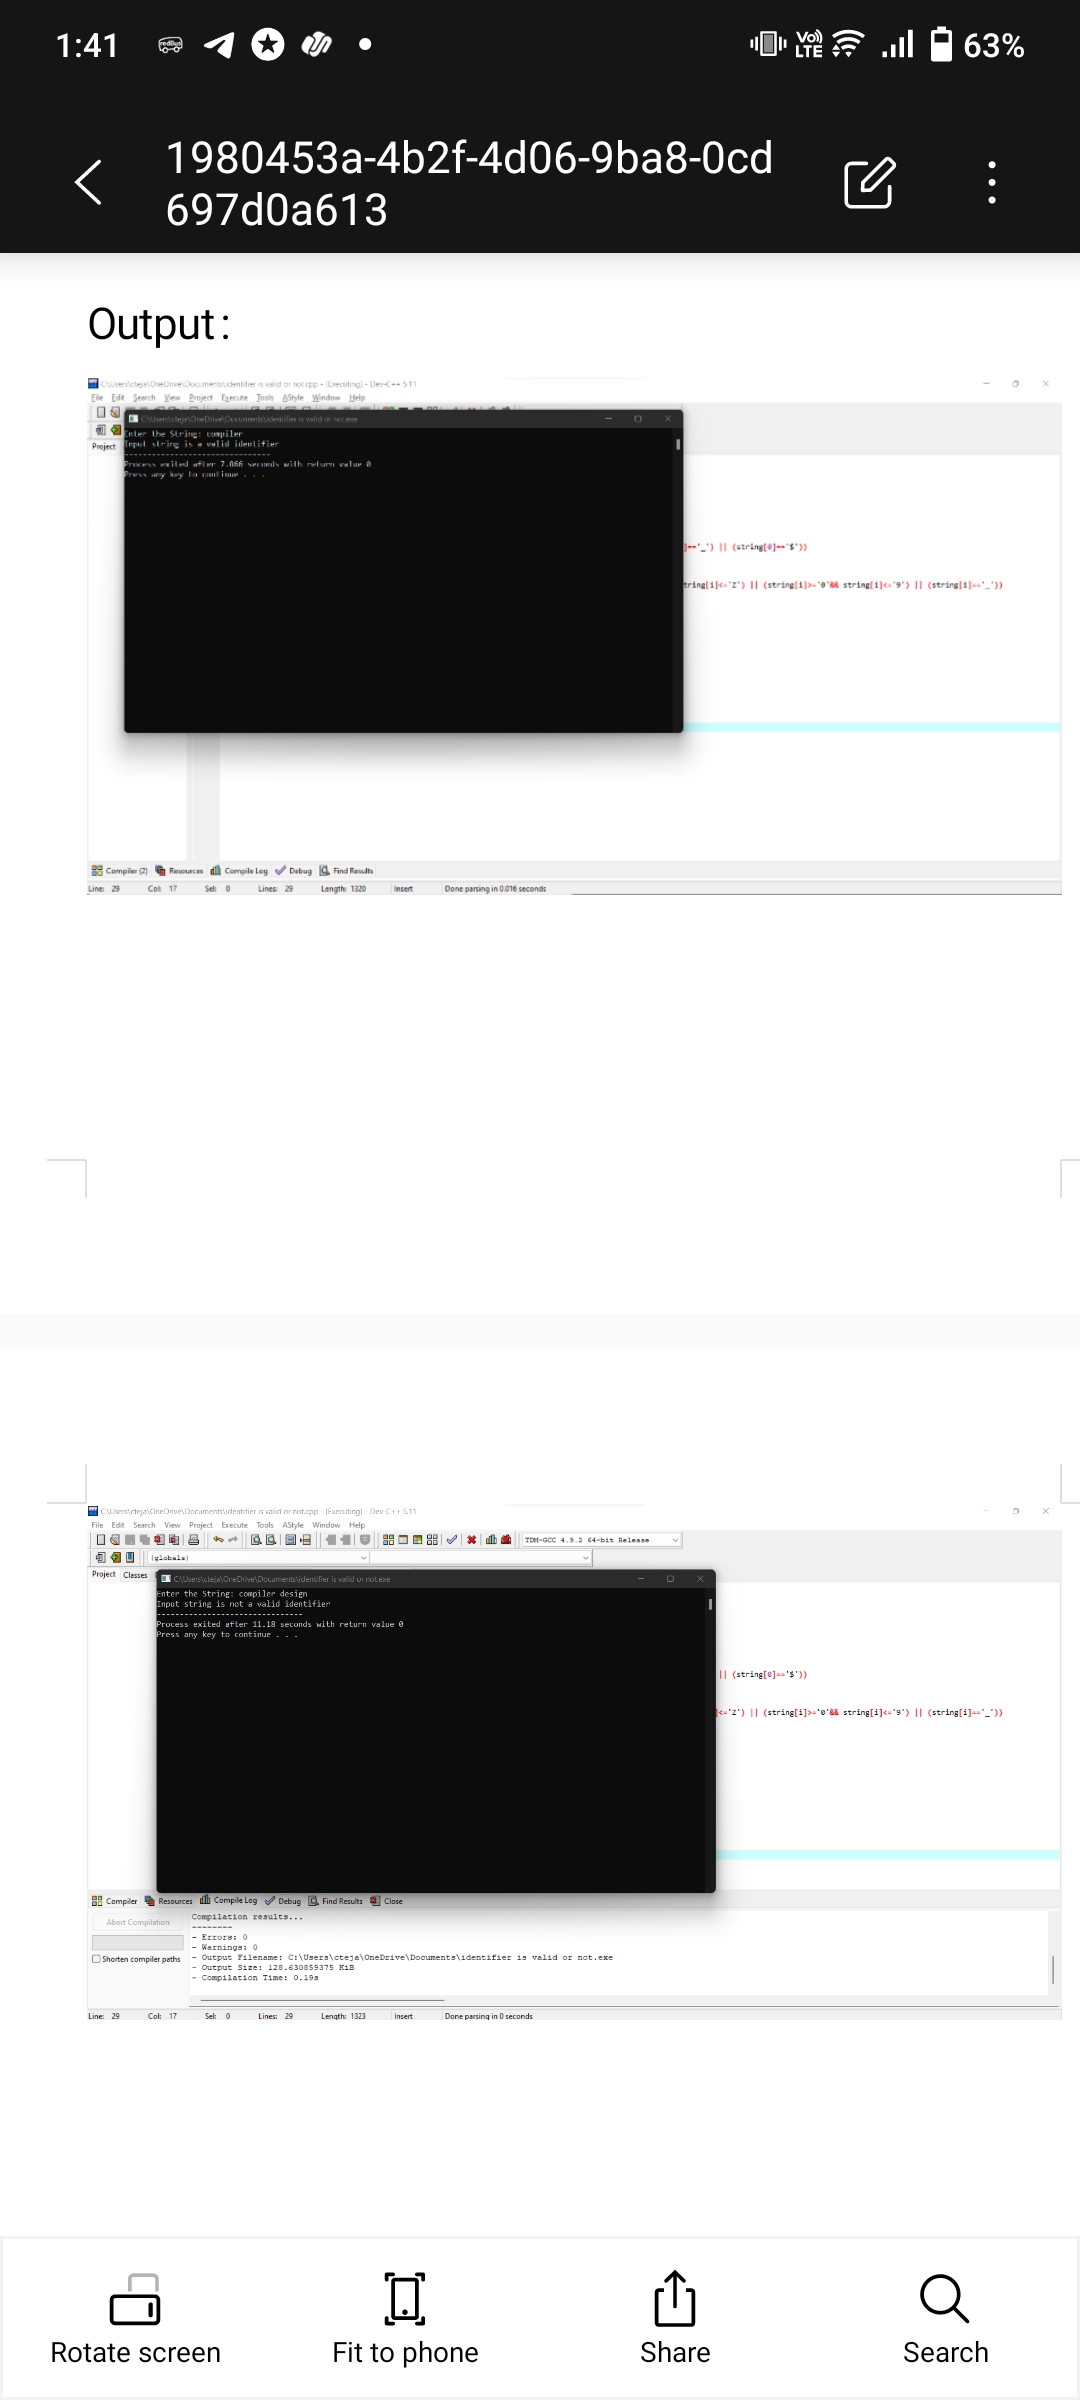 1:41
redBus
Vo)
LTE
63%
1980453a-4b2f-4d06-9ba8-0cd
697d0a613
Output:
C:\Users\cteja\OneDrive\Documents\identifier is valid or not.cpp - [Executing] - Dev-C++ 5.11
File Edit Search View Project Execute Tools AStyle Window Help
C:\Users\cteja\OneDrive\Documents\identifier is valid or not.exe
Project
Enter the String: compiler
Input string is a valid identifier
--------------------------------
Process exited after 7.866 seconds with return value 0
Press any key to continue . . .
]=='_') || (string[0]=='$'))
tring[i]<='Z') || (string[i]>='0'&& string[i]<='9') || (string[i]=='_'))
Compiler (2) Resources Compile Log Debug Find Results
Line: 29 Col: 17 Sel: 0 Lines: 29 Length: 1320 Insert Done parsing in 0.016 seconds
C:\Users\cteja\OneDrive\Documents\identifier is valid or not.cpp - [Executing] - Dev-C++ 5.11
File Edit Search View Project Execute Tools AStyle Window Help
TDM-GCC 4.9.2 64-bit Release
(globals)
Project Classes
C:\Users\cteja\OneDrive\Documents\identifier is valid or not.exe
Enter the String: compiler design
Input string is not a valid identifier
--------------------------------
Process exited after 11.18 seconds with return value 0
Press any key to continue . . .
|| (string[0]=='$'))
]<='Z') || (string[i]>='0'&& string[i]<='9') || (string[i]=='_'))
Compiler Resources Compile Log Debug Find Results Close
Abort Compilation
Shorten compiler paths
Compilation results...
--------
- Errors: 0
- Warnings: 0
- Output Filename: C:\Users\cteja\OneDrive\Documents\identifier is valid or not.exe
- Output Size: 128.630859375 KiB
- Compilation Time: 0.19s
Line: 29 Col: 17 Sel: 0 Lines: 29 Length: 1323 Insert Done parsing in 0 seconds
Rotate screen
Fit to phone
Share
Search